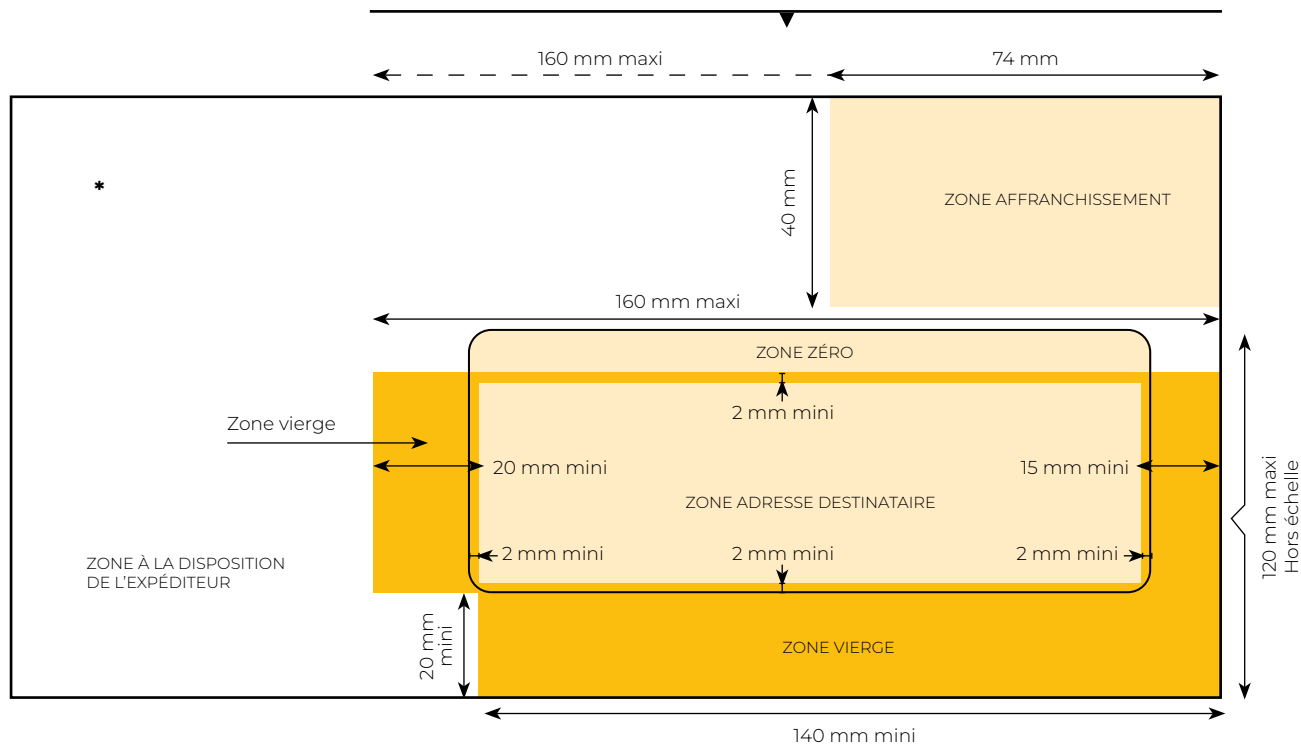 160 mm maxi
74 mm
*
40 mm
ZONE AFFRANCHISSEMENT
160 mm maxi
ZONE ZÉRO
2 mm mini
Zone vierge
20 mm mini
15 mm mini
ZONE ADRESSE DESTINATAIRE
2 mm mini
2 mm mini
2 mm mini
120 mm maxi
Hors échelle
ZONE À LA DISPOSITION
DE L’EXPÉDITEUR
20 mm
mini
ZONE VIERGE
140 mm mini